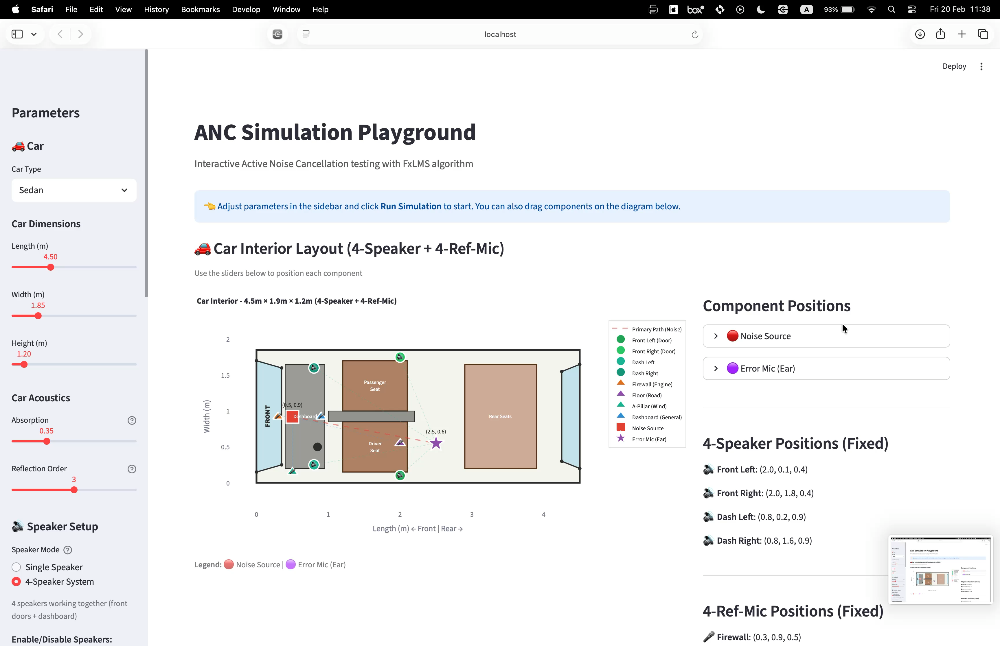 Safari File Edit View History Bookmarks Develop Window Help
box A 93% Fri 20 Feb 11:38
localhost
Deploy
Parameters
🚗 Car
Car Type
Sedan
Car Dimensions
Length (m)
4.50
Width (m)
1.85
Height (m)
1.20
Car Acoustics
Absorption
0.35
Reflection Order
3
🔊 Speaker Setup
Speaker Mode
Single Speaker
4-Speaker System
4 speakers working together (front
doors + dashboard)
Enable/Disable Speakers:
ANC Simulation Playground
Interactive Active Noise Cancellation testing with FxLMS algorithm
👈 Adjust parameters in the sidebar and click Run Simulation to start. You can also drag components on the diagram below.
🚗 Car Interior Layout (4-Speaker + 4-Ref-Mic)
Use the sliders below to position each component
Car Interior - 4.5m × 1.9m × 1.2m (4-Speaker + 4-Ref-Mic)
2
1.5
1
0.5
0
Width (m)
FRONT
(0.5, 0.9)
Dashboard
Passenger
Seat
Driver
Seat
(2.5, 0.6)
Rear Seats
0 1 2 3 4
Length (m) ← Front | Rear →
Primary Path (Noise)
Front Left (Door)
Front Right (Door)
Dash Left
Dash Right
Firewall (Engine)
Floor (Road)
A-Pillar (Wind)
Dashboard (General)
Noise Source
Error Mic (Ear)
Legend: 🔴 Noise Source | 🟣 Error Mic (Ear)
Component Positions
🔴 Noise Source
🟣 Error Mic (Ear)
4-Speaker Positions (Fixed)
🔊 Front Left: (2.0, 0.1, 0.4)
🔊 Front Right: (2.0, 1.8, 0.4)
🔊 Dash Left: (0.8, 0.2, 0.9)
🔊 Dash Right: (0.8, 1.6, 0.9)
4-Ref-Mic Positions (Fixed)
🎤 Firewall: (0.3, 0.9, 0.5)